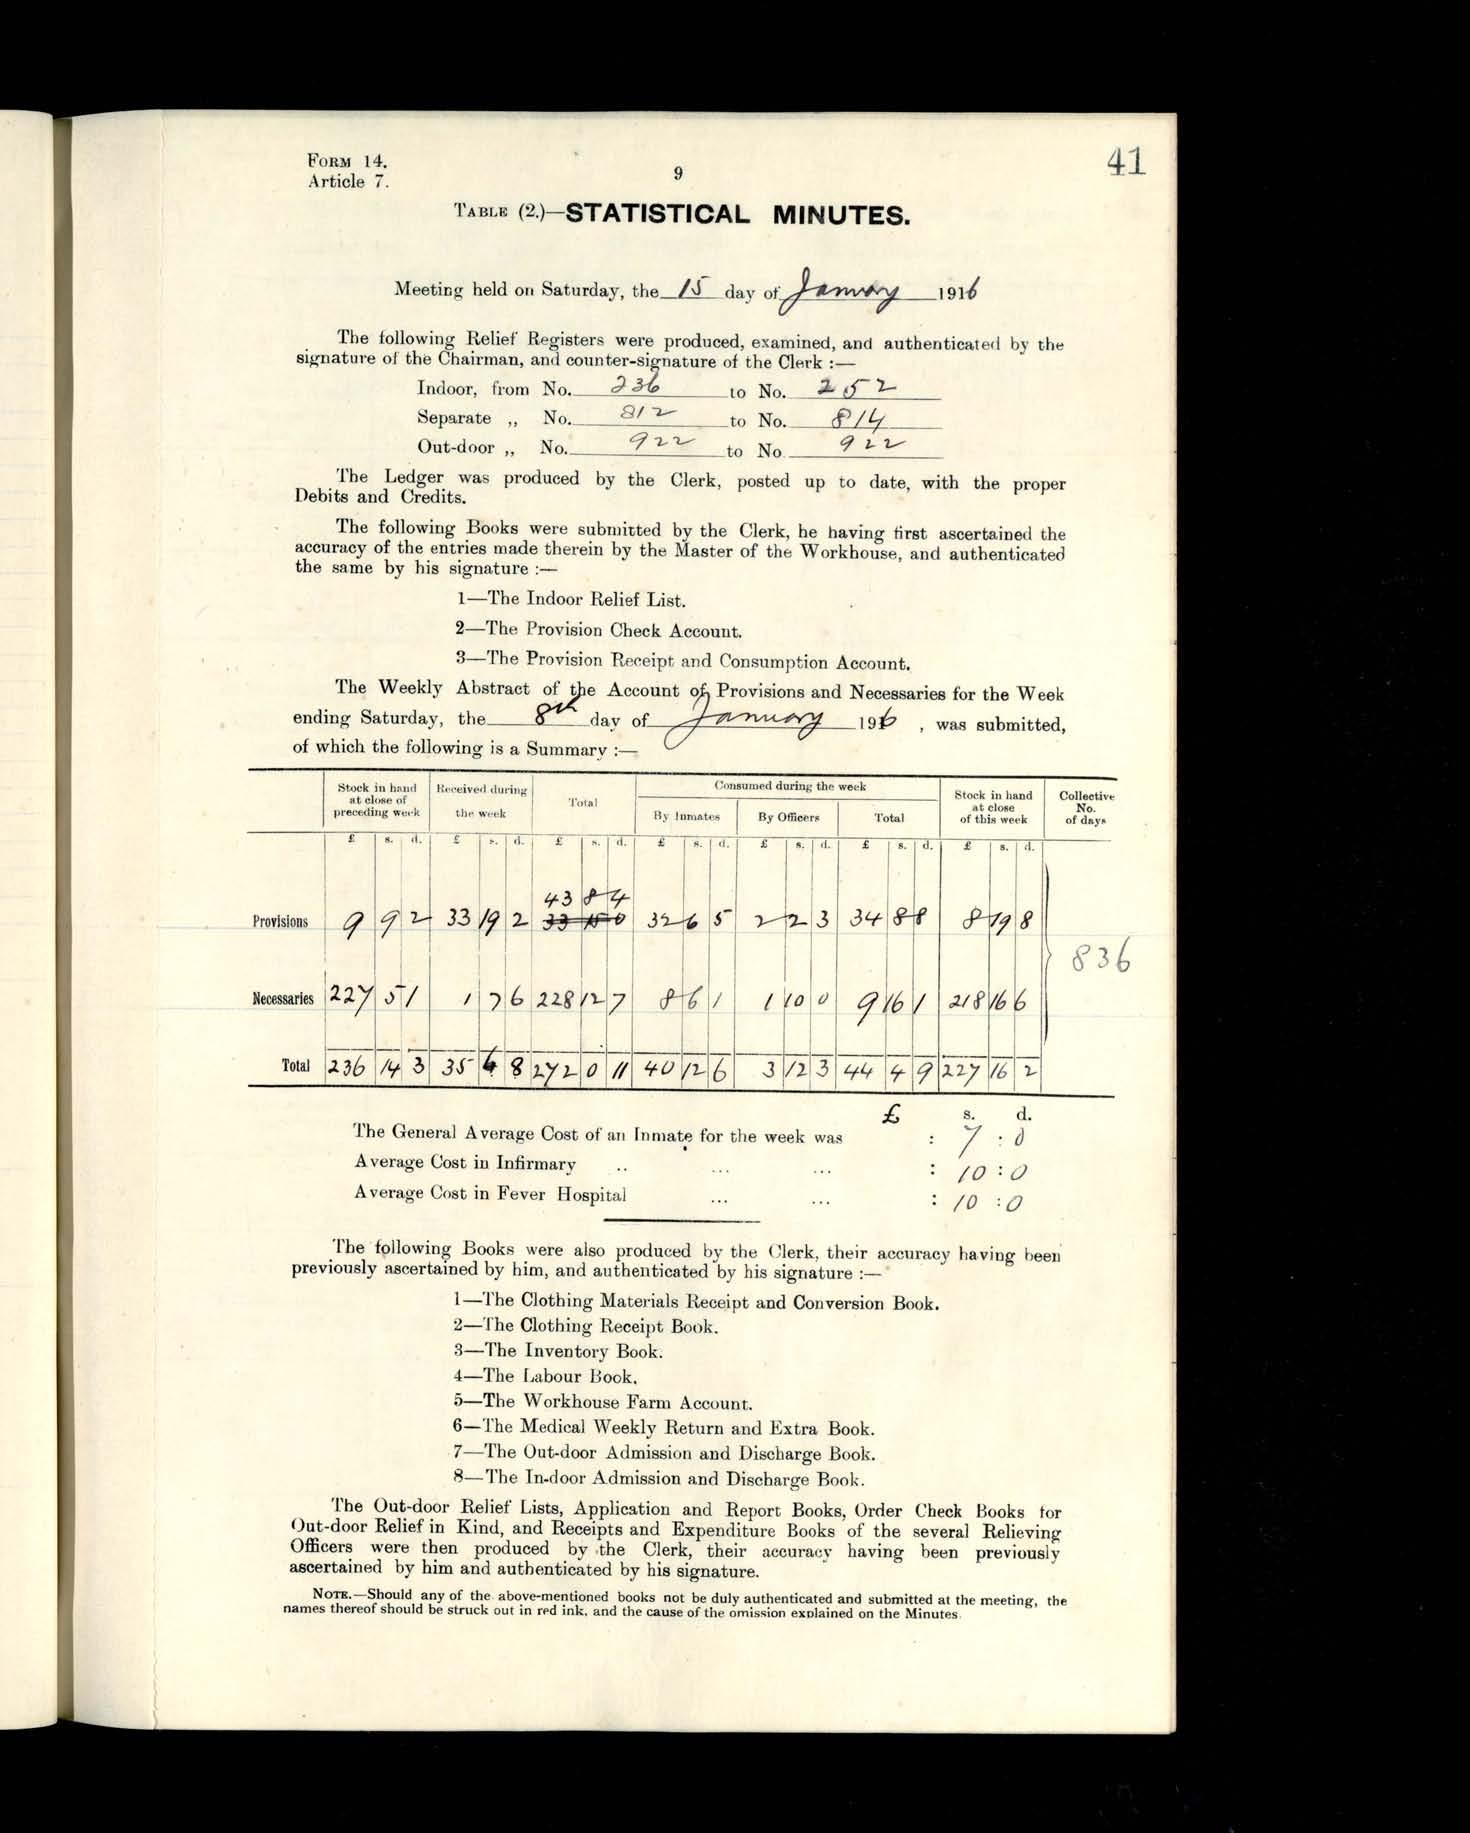 FORM 14.
Article 7.
9
41
TABLE (2.)—STATISTICAL MINUTES.
Meeting held on Saturday, the 15 day of January 1916
The following Relief Registers were produced, examined, and authenticated by the
signature of the Chairman, and counter-signature of the Clerk :—
Indoor, from No. 236 to No. 252
Separate „ No. 812 to No. 814
Out-door „ No. 922 to No 922
The Ledger was produced by the Clerk, posted up to date, with the proper
Debits and Credits.
The following Books were submitted by the Clerk, he having first ascertained the
accuracy of the entries made therein by the Master of the Workhouse, and authenticated
the same by his signature :—
1—The Indoor Relief List.
2—The Provision Check Account.
3—The Provision Receipt and Consumption Account.
The Weekly Abstract of the Account of Provisions and Necessaries for the Week
ending Saturday, the 8th day of January 1916 , was submitted,
of which the following is a Summary :—
Stock in hand at close of preceding week Received during the week Total Consumed during the week Stock in hand at close of this week Collective No. of days
By Inmates By Officers Total
£ s. d. £ s. d. £ s. d. £ s. d. £ s. d. £ s. d. £ s. d.
43 8 4
Provisions 9 9 2 33 19 2 33 15 0 32 6 5 2 2 3 34 8 8 8 19 8
836
Necessaries 227 5 1 1 7 6 228 12 7 8 6 1 1 10 0 9 16 1 218 16 6
Total 236 14 3 35 6 8 272 0 11 40 12 6 3 12 3 44 4 9 227 16 2
£ s. d.
The General Average Cost of an Inmate for the week was : 7 : 0
Average Cost in Infirmary .. ... ... : 10 : 0
Average Cost in Fever Hospital ... ... : 10 : 0
The following Books were also produced by the Clerk, their accuracy having been
previously ascertained by him, and authenticated by his signature :—
1—The Clothing Materials Receipt and Conversion Book.
2—The Clothing Receipt Book.
3—The Inventory Book.
4—The Labour Book.
5—The Workhouse Farm Account.
6—The Medical Weekly Return and Extra Book.
7—The Out-door Admission and Discharge Book.
8—The In-door Admission and Discharge Book.
The Out-door Relief Lists, Application and Report Books, Order Check Books for
Out-door Relief in Kind, and Receipts and Expenditure Books of the several Relieving
Officers were then produced by the Clerk, their accuracy having been previously
ascertained by him and authenticated by his signature.
NOTE.—Should any of the above-mentioned books not be duly authenticated and submitted at the meeting, the
names thereof should be struck out in red ink, and the cause of the omission explained on the Minutes.